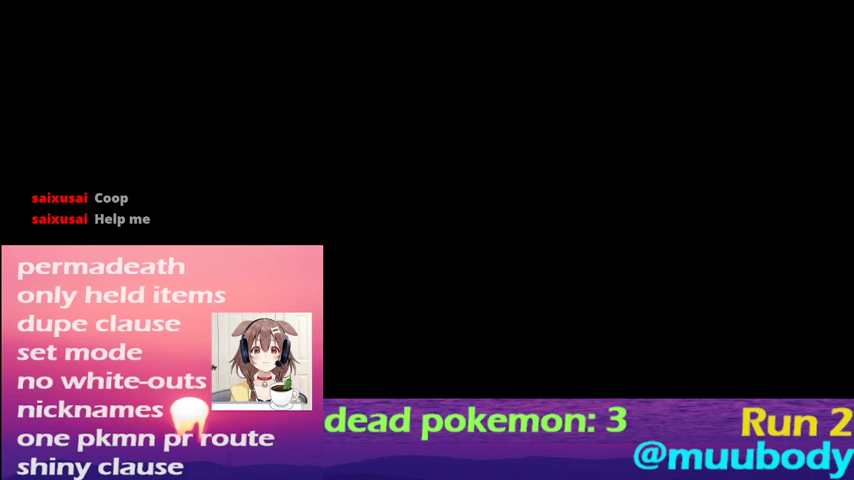 saixusai Coop
saixusai Help me
permadeath
only held items
dupe clause
set mode
no white-outs
nicknames
one pkmn pr route
shiny clause
dead pokemon: 3
Run 2
@muubody